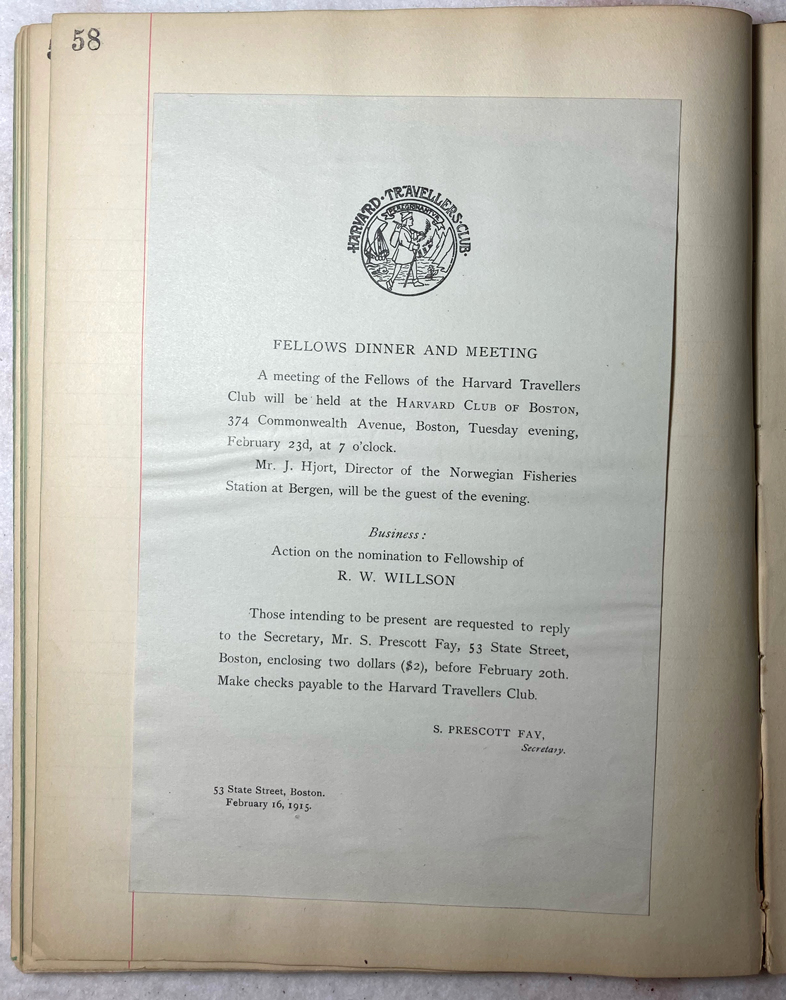 58
HARVARD·TRAVELLERS·CLUB·
FELLOWS DINNER AND MEETING
A meeting of the Fellows of the Harvard Travellers
Club will be held at the HARVARD CLUB OF BOSTON,
374 Commonwealth Avenue, Boston, Tuesday evening,
February 23d, at 7 o'clock.
Mr. J. Hjort, Director of the Norwegian Fisheries
Station at Bergen, will be the guest of the evening.
Business:
Action on the nomination to Fellowship of
R. W. WILLSON
Those intending to be present are requested to reply
to the Secretary, Mr. S. Prescott Fay, 53 State Street,
Boston, enclosing two dollars ($2), before February 20th.
Make checks payable to the Harvard Travellers Club.
S. PRESCOTT FAY,
Secretary.
53 State Street, Boston.
February 16, 1915.